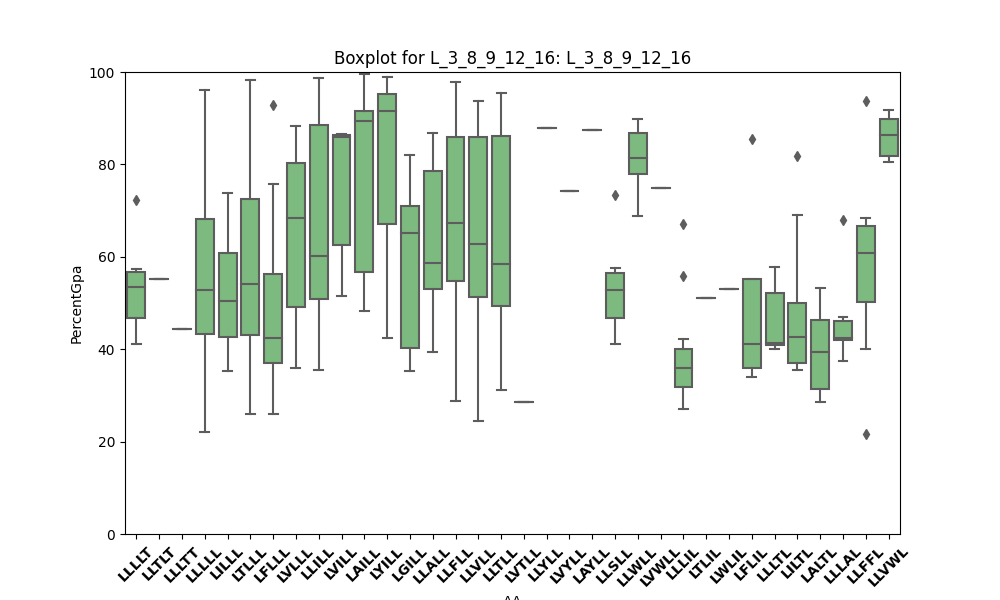 Boxplot for L_3_8_9_12_16: L_3_8_9_12_16
PercentGpa
100
80
60
40
20
0
LLLLT LLTLT LLLTT LLLLL LILLL LTLLL LFLLL LVLLL LLILL LVILL LAILL LYILL LGILL LLALL LLFLL LLVLL LLTLL LVTLL LLYLL LVYLL LAYLL LLSLL LLWLL LVWLL LLLIL LTLIL LWLIL LFLIL LLLTL LILTL LALTL LLLAL LLFFL LLVWL